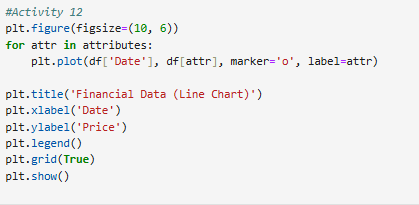 #Activity 12
plt.figure(figsize=(10, 6))
for attr in attributes:
    plt.plot(df['Date'], df[attr], marker='o', label=attr)

plt.title('Financial Data (Line Chart)')
plt.xlabel('Date')
plt.ylabel('Price')
plt.legend()
plt.grid(True)
plt.show()